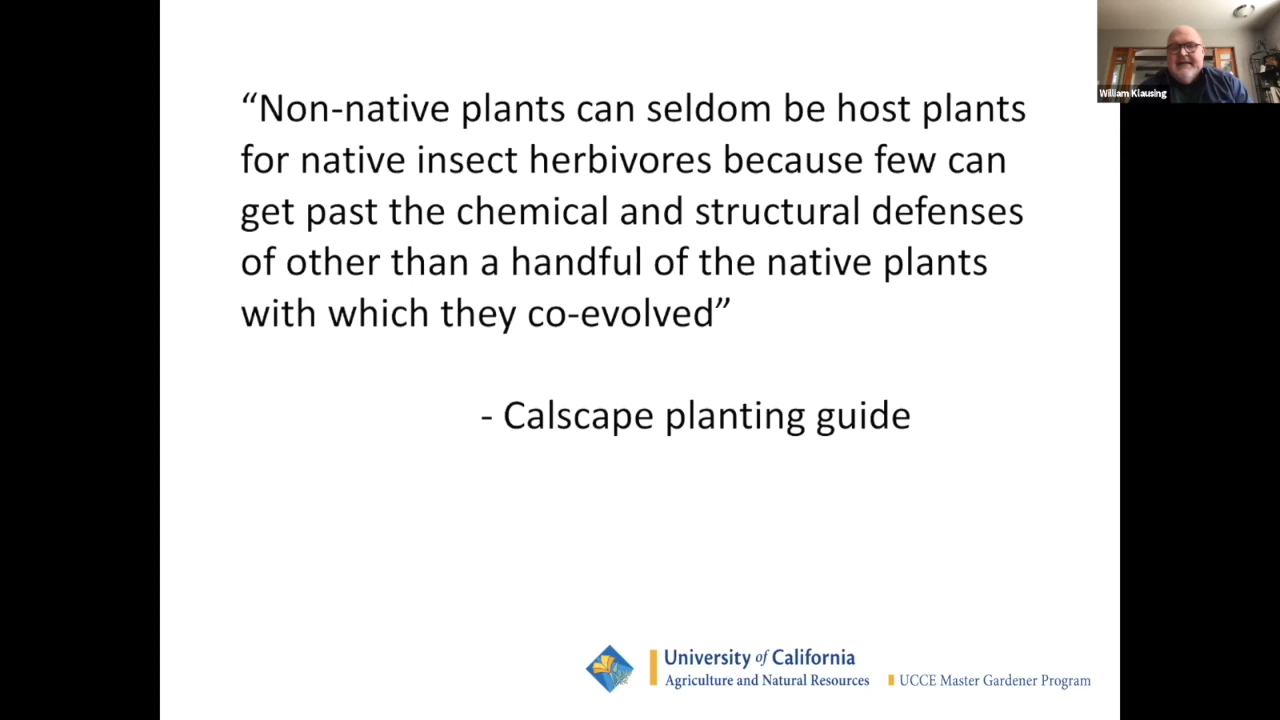 William Klausing
“Non-native plants can seldom be host plants
for native insect herbivores because few can
get past the chemical and structural defenses
of other than a handful of the native plants
with which they co-evolved”
- Calscape planting guide
University of California
Agriculture and Natural Resources
UCCE Master Gardener Program